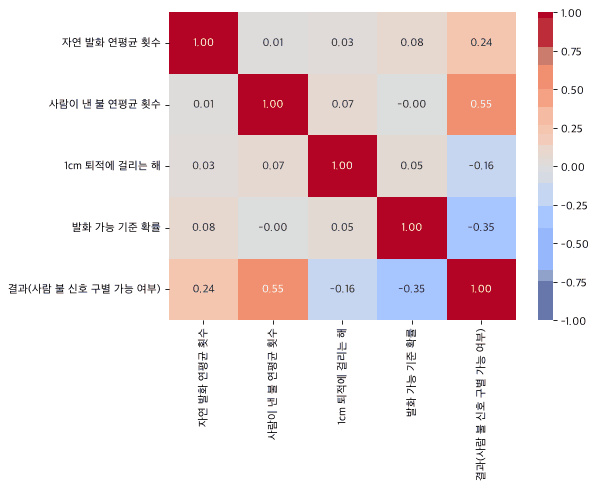 자연 발화 연평균 횟수
1.00 0.01 0.03 0.08 0.24
사람이 낸 불 연평균 횟수
0.01 1.00 0.07 -0.00 0.55
1cm 퇴적에 걸리는 해
0.03 0.07 1.00 0.05 -0.16
발화 가능 기준 확률
0.08 -0.00 0.05 1.00 -0.35
결과(사람 불 신호 구별 가능 여부)
0.24 0.55 -0.16 -0.35 1.00
자연 발화 연평균 횟수
사람이 낸 불 연평균 횟수
1cm 퇴적에 걸리는 해
발화 가능 기준 확률
결과(사람 불 신호 구별 가능 여부)
1.00
0.75
0.50
0.25
0.00
-0.25
-0.50
-0.75
-1.00